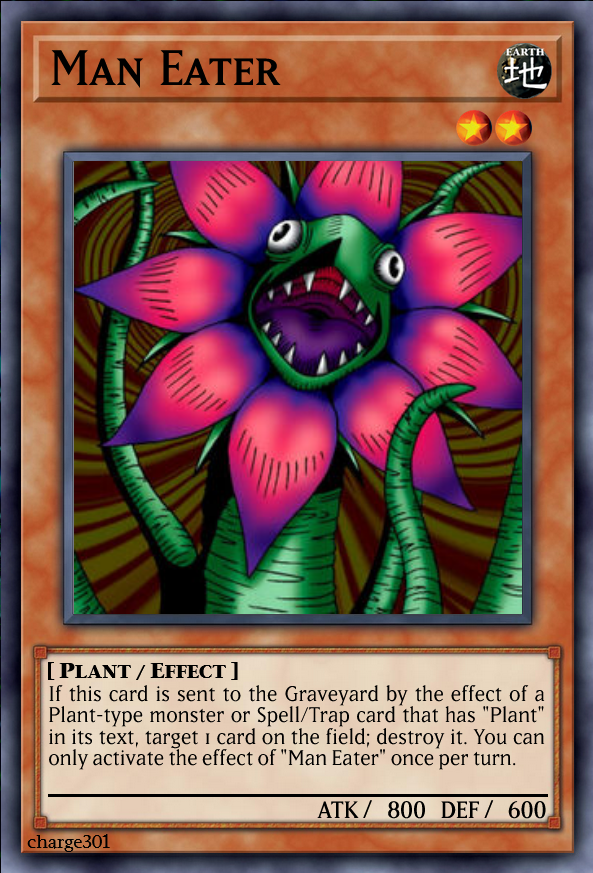 Man Eater
EARTH
地
[ Plant / Effect ]
If this card is sent to the Graveyard by the effect of a
Plant-type monster or Spell/Trap card that has "Plant"
in its text, target 1 card on the field; destroy it. You can
only activate the effect of "Man Eater" once per turn.
ATK / 800 DEF / 600
charge301